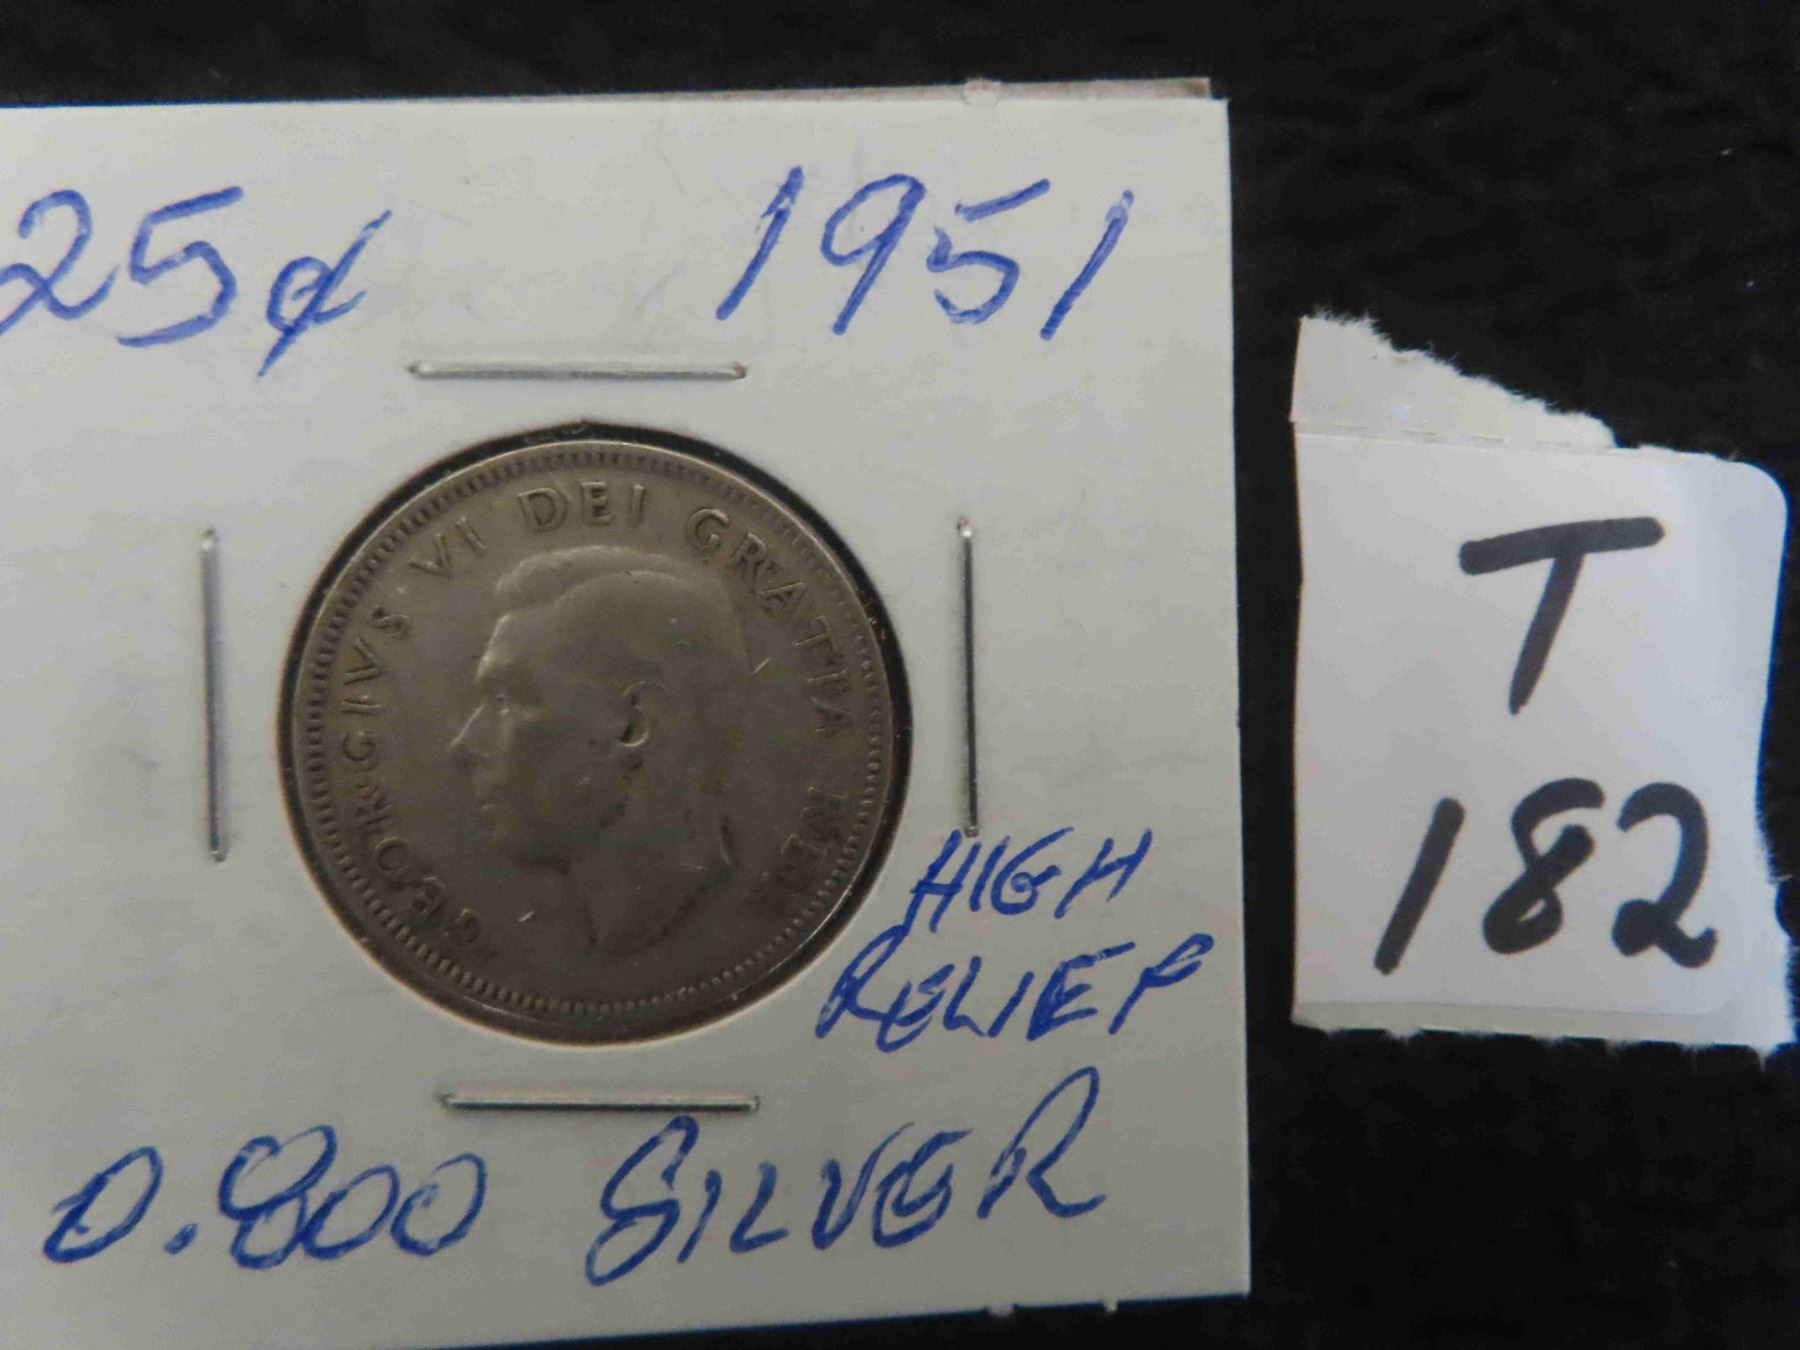 25¢ 1951
GEORGIVS VI DEI GRATIA REX
HIGH
RELIEF
0.800 SILVER
T
182